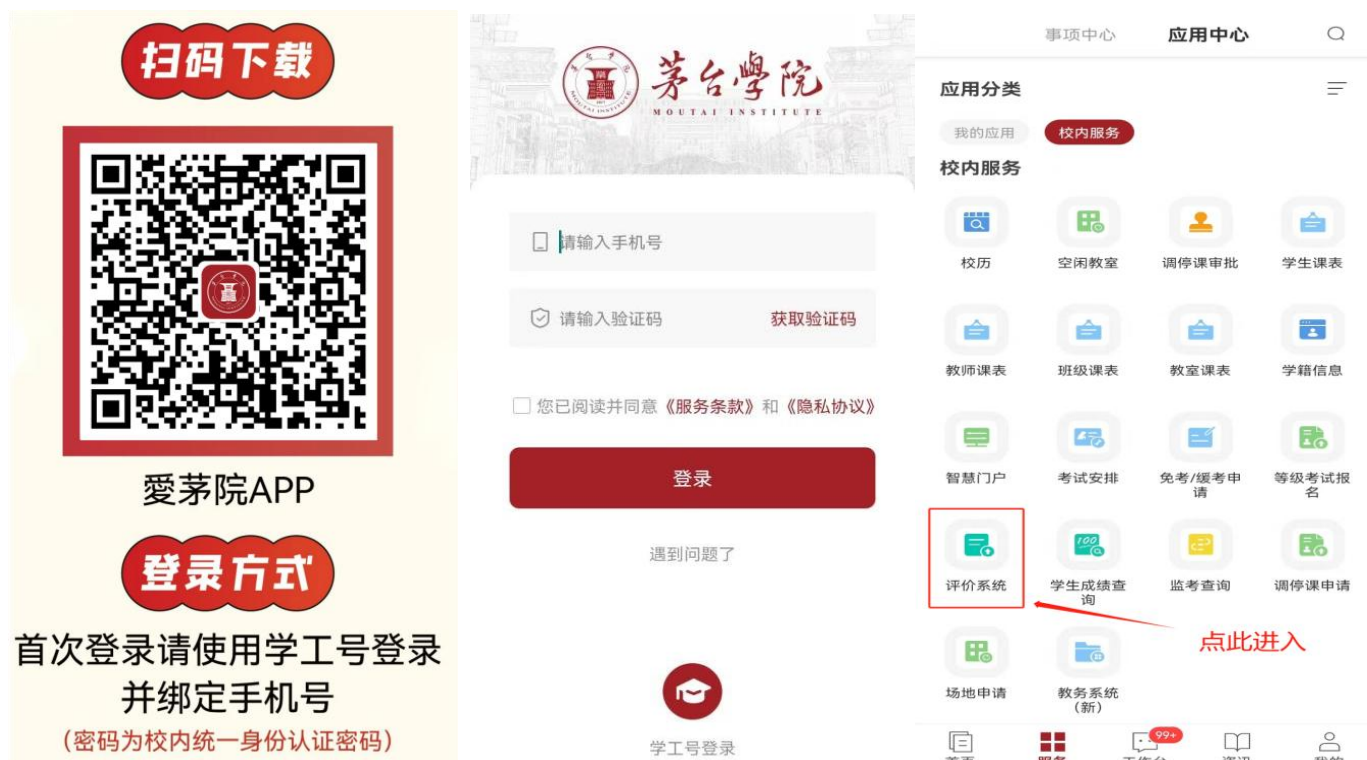 扫码下载
愛茅院APP
登录方式
首次登录请使用学工号登录
并绑定手机号
(密码为校内统一身份认证密码)
茅台學院
MOUTAI INSTITUTE
请输入手机号
请输入验证码 获取验证码
您已阅读并同意《服务条款》和《隐私协议》
登录
遇到问题了
学工号登录
事项中心 应用中心
应用分类
我的应用 校内服务
校内服务
校历 空闲教室 调停课审批 学生课表
教师课表 班级课表 教室课表 学籍信息
智慧门户 考试安排 免考/缓考申请 等级考试报名
评价系统 学生成绩查询 监考查询 调停课申请
点此进入
场地申请 教务系统(新)
99+